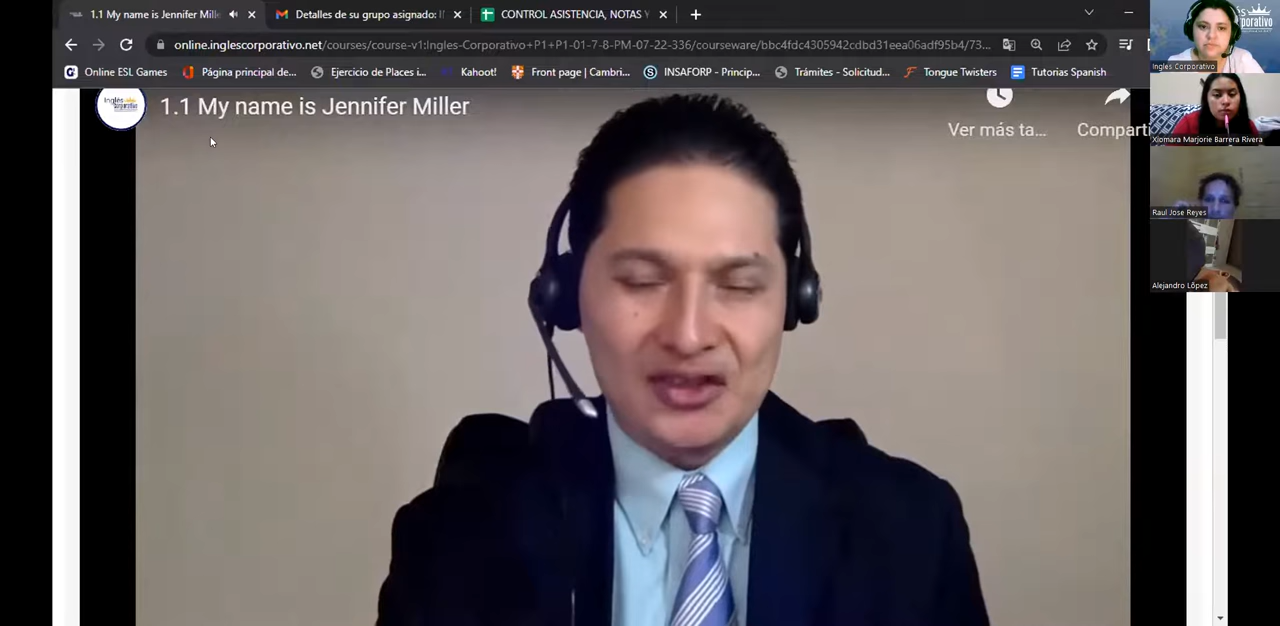 1.1 My name is Jennifer Mille
Detalles de su grupo asignado: I
CONTROL ASISTENCIA, NOTAS Y
online.inglescorporativo.net/courses/course-v1:Ingles-Corporativo+P1+P1-01-7-8-PM-07-22-336/courseware/bbc4fdc4305942cdbd31eea06adf95b4/73...
Online ESL Games
Página principal de...
Ejercicio de Places i...
Kahoot!
Front page | Cambri...
INSAFORP - Princip...
Trámites - Solicitud...
Tongue Twisters
Tutorias Spanish
1.1 My name is Jennifer Miller
Ver más ta...
Comparti
Ingles Corporativo
Xiomara Marjorie Barrera Rivera
Raul Jose Reyes
Alejandro López